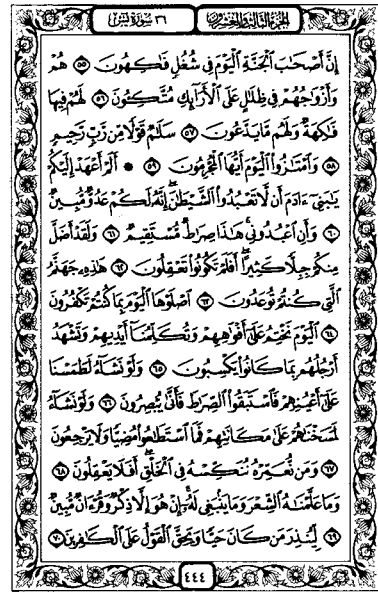 الجزء الثالث والعشرون ٣٦ سورة يس
إِنَّ أَصْحَٰبَ ٱلْجَنَّةِ ٱلْيَوْمَ فِى شُغُلٍ فَٰكِهُونَ ٥٥ هُمْ
وَأَزْوَٰجُهُمْ فِى ظِلَٰلٍ عَلَى ٱلْأَرَآئِكِ مُتَّكِـُٔونَ ٥٦ لَهُمْ فِيهَا
فَٰكِهَةٌ وَلَهُم مَّا يَدَّعُونَ ٥٧ سَلَٰمٌ قَوْلًا مِّن رَّبٍّ رَّحِيمٍ
٥٨ وَٱمْتَٰزُوا۟ ٱلْيَوْمَ أَيُّهَا ٱلْمُجْرِمُونَ ٥٩ ۞ أَلَمْ أَعْهَدْ إِلَيْكُمْ
يَٰبَنِىٓ ءَادَمَ أَن لَّا تَعْبُدُوا۟ ٱلشَّيْطَٰنَ ۖ إِنَّهُۥ لَكُمْ عَدُوٌّ مُّبِينٌ
٦٠ وَأَنِ ٱعْبُدُونِى ۚ هَٰذَا صِرَٰطٌ مُّسْتَقِيمٌ ٦١ وَلَقَدْ أَضَلَّ
مِنكُمْ جِبِلًّا كَثِيرًا ۖ أَفَلَمْ تَكُونُوا۟ تَعْقِلُونَ ٦٢ هَٰذِهِۦ جَهَنَّمُ
ٱلَّتِى كُنتُمْ تُوعَدُونَ ٦٣ ٱصْلَوْهَا ٱلْيَوْمَ بِمَا كُنتُمْ تَكْفُرُونَ
٦٤ ٱلْيَوْمَ نَخْتِمُ عَلَىٰٓ أَفْوَٰهِهِمْ وَتُكَلِّمُنَآ أَيْدِيهِمْ وَتَشْهَدُ
أَرْجُلُهُم بِمَا كَانُوا۟ يَكْسِبُونَ ٦٥ وَلَوْ نَشَآءُ لَطَمَسْنَا
عَلَىٰٓ أَعْيُنِهِمْ فَٱسْتَبَقُوا۟ ٱلصِّرَٰطَ فَأَنَّىٰ يُبْصِرُونَ ٦٦ وَلَوْ نَشَآءُ
لَمَسَخْنَٰهُمْ عَلَىٰ مَكَانَتِهِمْ فَمَا ٱسْتَطَٰعُوا۟ مُضِيًّا وَلَا يَرْجِعُونَ
٦٧ وَمَن نُّعَمِّرْهُ نُنَكِّسْهُ فِى ٱلْخَلْقِ ۖ أَفَلَا يَعْقِلُونَ ٦٨
وَمَا عَلَّمْنَٰهُ ٱلشِّعْرَ وَمَا يَنۢبَغِى لَهُۥٓ ۚ إِنْ هُوَ إِلَّا ذِكْرٌ وَقُرْءَانٌ مُّبِينٌ
٦٩ لِّيُنذِرَ مَن كَانَ حَيًّا وَيَحِقَّ ٱلْقَوْلُ عَلَى ٱلْكَٰفِرِينَ ٧٠
٤٤٤